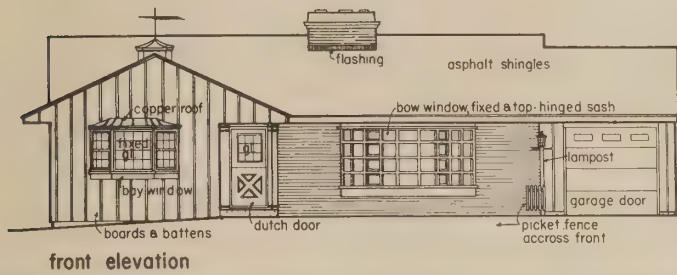 flashing
asphalt shingles
copper roof
bow window, fixed & top-hinged sash
fixed
gl.
gl.
lampost
bay window
garage door
boards & battens
dutch door
picket fence
accross front
front elevation